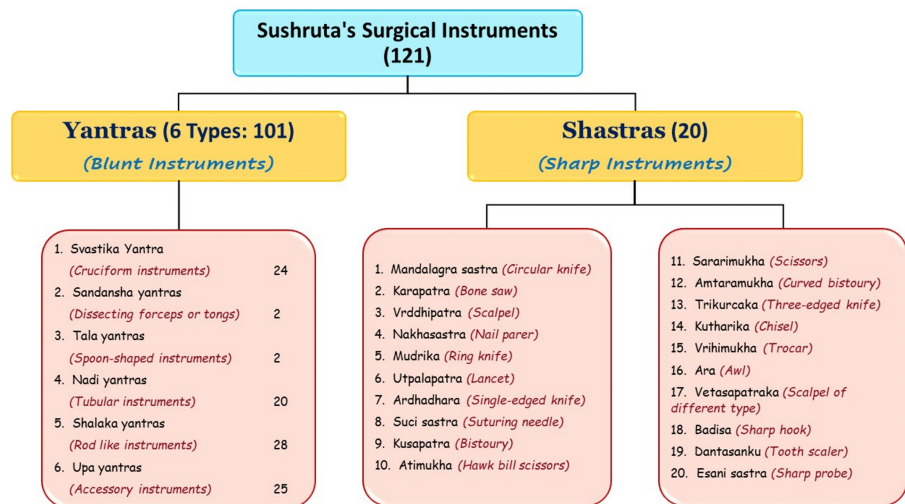 Sushruta's Surgical Instruments
(121)
Yantras (6 Types: 101)
(Blunt Instruments)
Shastras (20)
(Sharp Instruments)
1. Svastika Yantra
(Cruciform instruments) 24
2. Sandansha yantras
(Dissecting forceps or tongs) 2
3. Tala yantras
(Spoon-shaped instruments) 2
4. Nadi yantras
(Tubular instruments) 20
5. Shalaka yantras
(Rod like instruments) 28
6. Upa yantras
(Accessory instruments) 25
1. Mandalagra sastra (Circular knife)
2. Karapatra (Bone saw)
3. Vrddhipatra (Scalpel)
4. Nakhasastra (Nail parer)
5. Mudrika (Ring knife)
6. Utpalapatra (Lancet)
7. Ardhadhara (Single-edged knife)
8. Suci sastra (Suturing needle)
9. Kusapatra (Bistoury)
10. Atimukha (Hawk bill scissors)
11. Sararimukha (Scissors)
12. Amtaramukha (Curved bistoury)
13. Trikurcaka (Three-edged knife)
14. Kutharika (Chisel)
15. Vrihimukha (Trocar)
16. Ara (Awl)
17. Vetasapatraka (Scalpel of
different type)
18. Badisa (Sharp hook)
19. Dantasanku (Tooth scaler)
20. Esani sastra (Sharp probe)